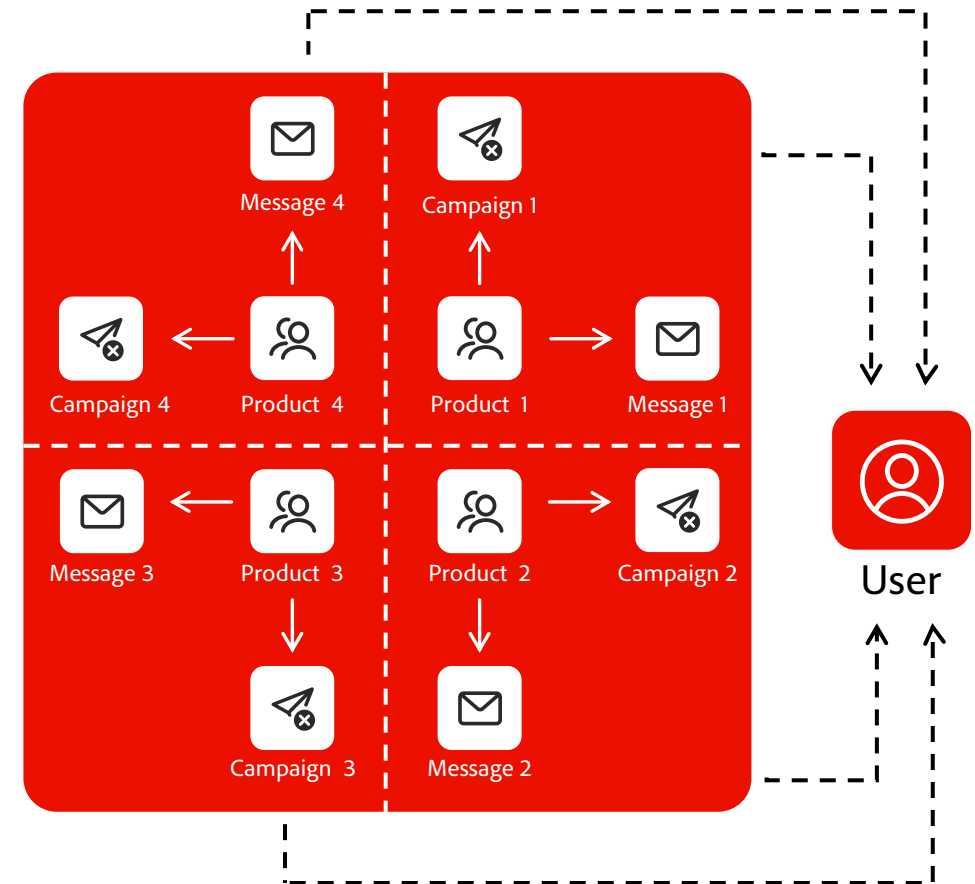 Message 4
Campaign 1
Campaign 4
Product 4
Product 1
Message 1
Message 3
Product 3
Product 2
Campaign 2
User
Campaign 3
Message 2